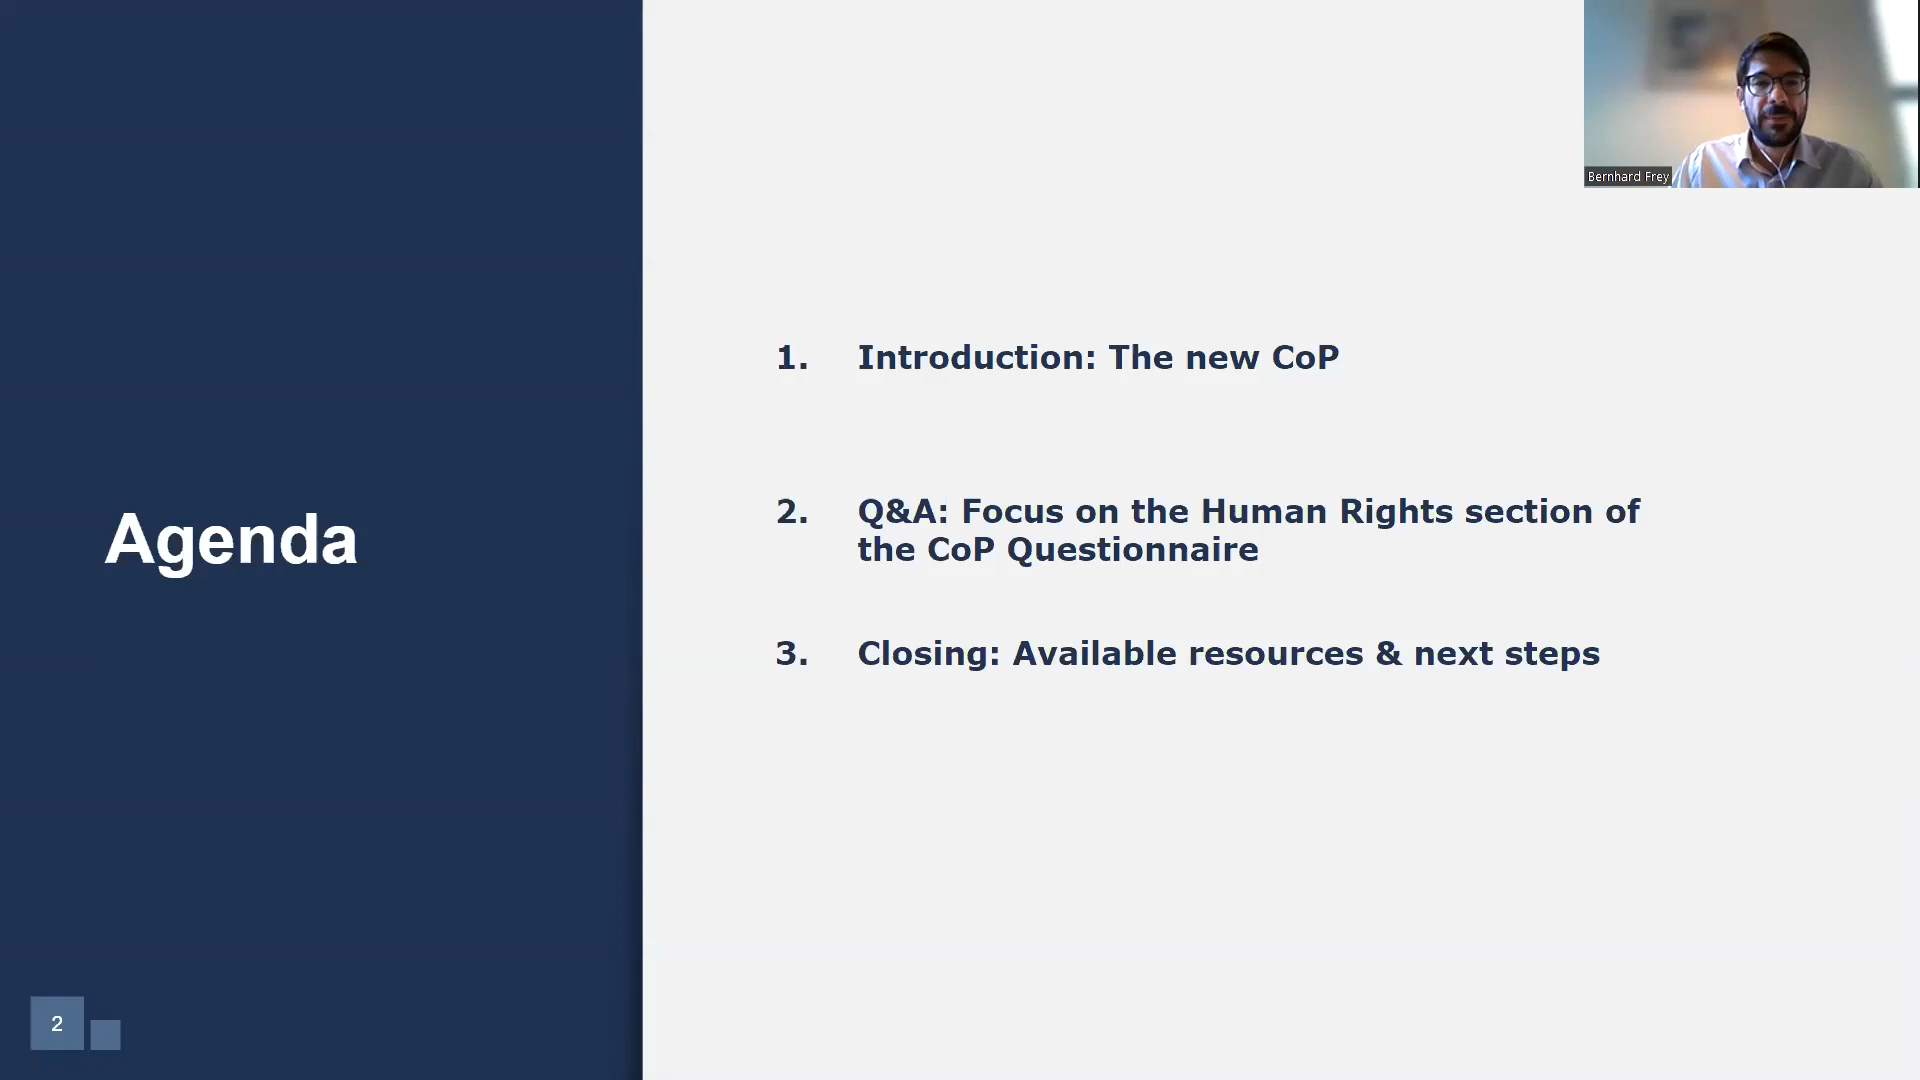 Agenda
1. Introduction: The new CoP
2. Q&A: Focus on the Human Rights section of
the CoP Questionnaire
3. Closing: Available resources & next steps
Bernhard Frey
2